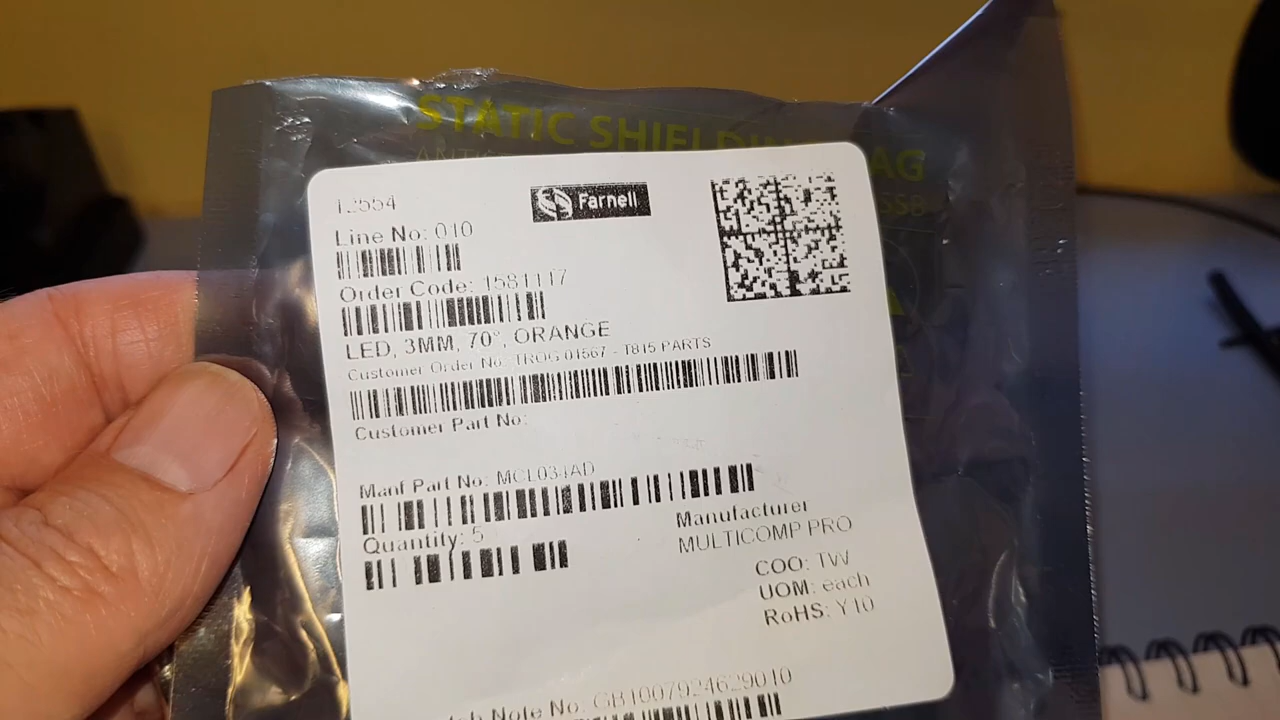 STATIC SHIELDING BAG
Farnell
Line No: 010
Order Code: 1581117
LED, 3MM, 70°, ORANGE
Customer Order No: TROG 01567 - T815 PARTS
Customer Part No:
Manf Part No: MCL034AD
Quantity: 5
Manufacturer
MULTICOMP PRO
COO: TW
UOM: each
RoHS: Y10
Note No: GB1007924629010